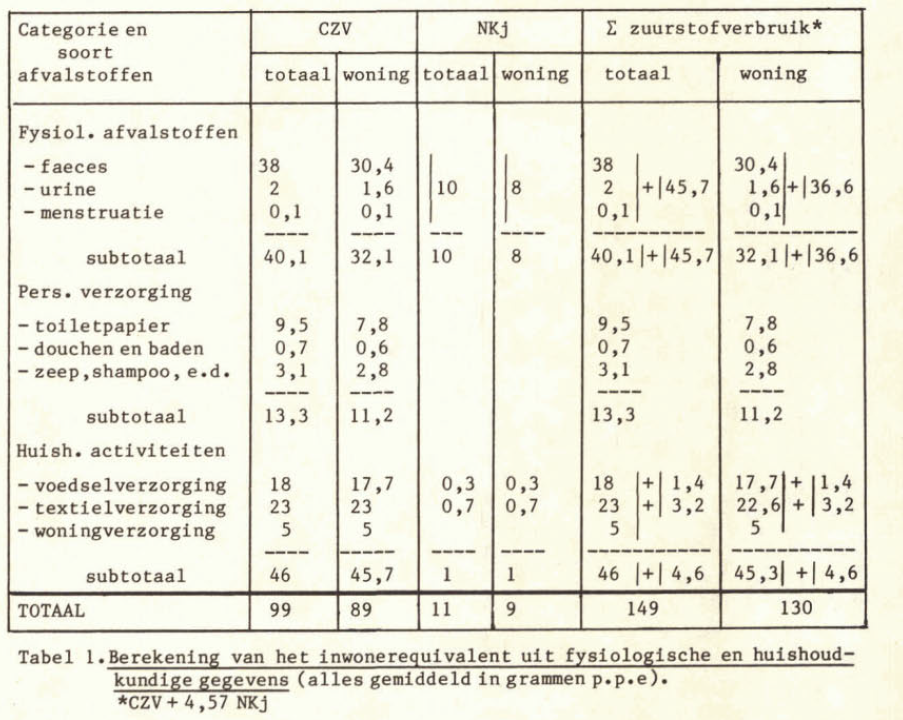 Categorie en soort afvalstoffen | CZV | NKj | Σ zuurstofverbruik*
totaal | woning | totaal | woning | totaal | woning
Fysiol. afvalstoffen
- faeces | 38 | 30,4 | | | 38 | 30,4
- urine | 2 | 1,6 | 10 | 8 | 2 + 45,7 | 1,6 + 36,6
- menstruatie | 0,1 | 0,1 | | | 0,1 | 0,1
subtotaal | 40,1 | 32,1 | 10 | 8 | 40,1 + 45,7 | 32,1 + 36,6
Pers. verzorging
- toiletpapier | 9,5 | 7,8 | | | 9,5 | 7,8
- douchen en baden | 0,7 | 0,6 | | | 0,7 | 0,6
- zeep,shampoo, e.d. | 3,1 | 2,8 | | | 3,1 | 2,8
subtotaal | 13,3 | 11,2 | | | 13,3 | 11,2
Huish. activiteiten
- voedselverzorging | 18 | 17,7 | 0,3 | 0,3 | 18 + 1,4 | 17,7 + 1,4
- textielverzorging | 23 | 23 | 0,7 | 0,7 | 23 + 3,2 | 22,6 + 3,2
- woningverzorging | 5 | 5 | | | 5 | 5
subtotaal | 46 | 45,7 | 1 | 1 | 46 + 4,6 | 45,3 + 4,6
TOTAAL | 99 | 89 | 11 | 9 | 149 | 130
Tabel 1. Berekening van het inwonerequivalent uit fysiologische en huishoud-
kundige gegevens (alles gemiddeld in grammen p.p.e).
*CZV + 4,57 NKj